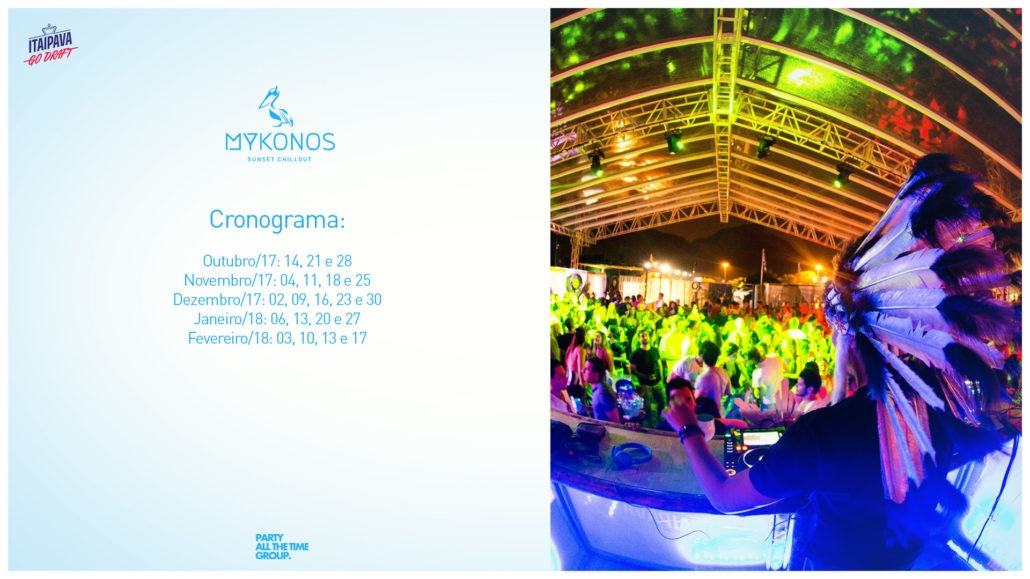 ITAIPAVA
GO DRAFT
MYKONOS
SUNSET CHILLOUT
Cronograma:
Outubro/17: 14, 21 e 28
Novembro/17: 04, 11, 18 e 25
Dezembro/17: 02, 09, 16, 23 e 30
Janeiro/18: 06, 13, 20 e 27
Fevereiro/18: 03, 10, 13 e 17
PARTY
ALL THE TIME
GROUP.